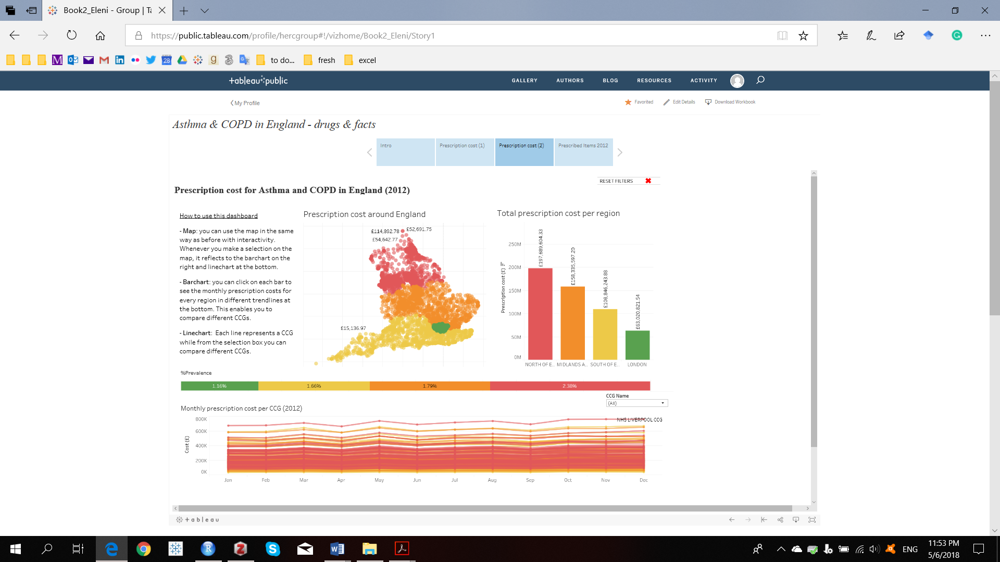 Book2_Eleni - Group | Ta
https://public.tableau.com/profile/hercgroup#!/vizhome/Book2_Eleni/Story1
to do...
fresh
excel
28
+ableau+public
GALLERY
AUTHORS
BLOG
RESOURCES
ACTIVITY
My Profile
Favorited
Edit Details
Download Workbook
Asthma & COPD in England - drugs & facts
Intro
Prescription cost (1)
Prescription cost (2)
Prescribed Items 2012
RESET FILTERS
Prescription cost for Asthma and COPD in England (2012)
How to use this dashboard
- Map: you can use the map in the same
way as before with interactivity.
Whenever you make a selection on the
map, it reflects to the barchart on the
right and linechart at the bottom.
- Barchart: you can click on each bar to
see the monthly prescription costs for
every region in different trendlines at
the bottom. This enables you to
compare different CCGs.
- Linechart:  Each line represents a CCG
while from the selection box you can
compare different CCGs.
Prescription cost around England
£114,892.78
£52,691.75
£54,642.77
£15,136.97
Total prescription cost per region
Prescription cost (£)
250M
200M
150M
100M
50M
0M
£197,689,604.33
£158,335,597.20
£108,846,243.88
£63,020,821.54
NORTH OF E..
MIDLANDS A..
SOUTH OF E..
LONDON
%Prevalence
1.16%
1.66%
1.79%
2.38%
CCG Name
(All)
Monthly prescription cost per CCG (2012)
Cost (£)
800K
600K
400K
200K
0K
NHS LIVERPOOL CCG
Jan
Feb
Mar
Apr
May
Jun
Jul
Aug
Sep
Oct
Nov
Dec
+ableau
ENG
11:53 PM
5/6/2018